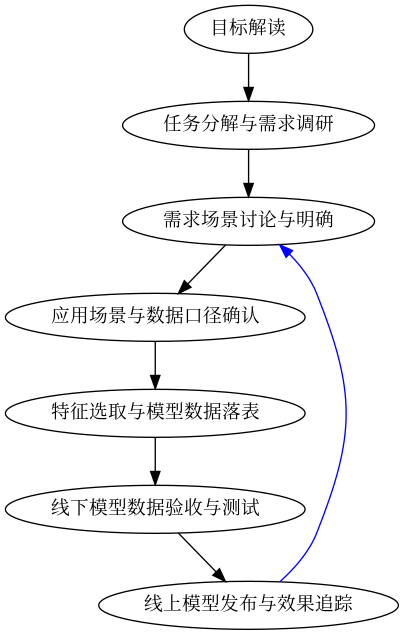 目标解读
任务分解与需求调研
需求场景讨论与明确
应用场景与数据口径确认
特征选取与模型数据落表
线下模型数据验收与测试
线上模型发布与效果追踪